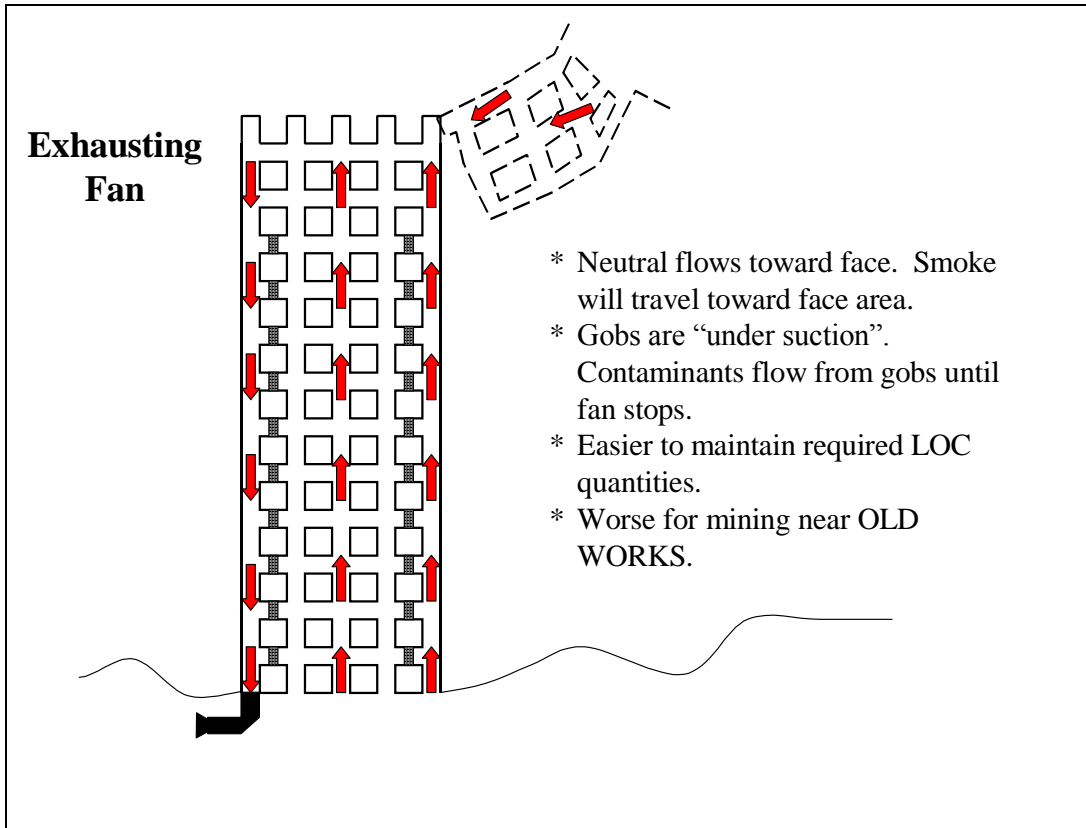 Exhausting
Fan
* Neutral flows toward face.  Smoke
will travel toward face area.
* Gobs are “under suction”.
Contaminants flow from gobs until
fan stops.
* Easier to maintain required LOC
quantities.
* Worse for mining near OLD
WORKS.